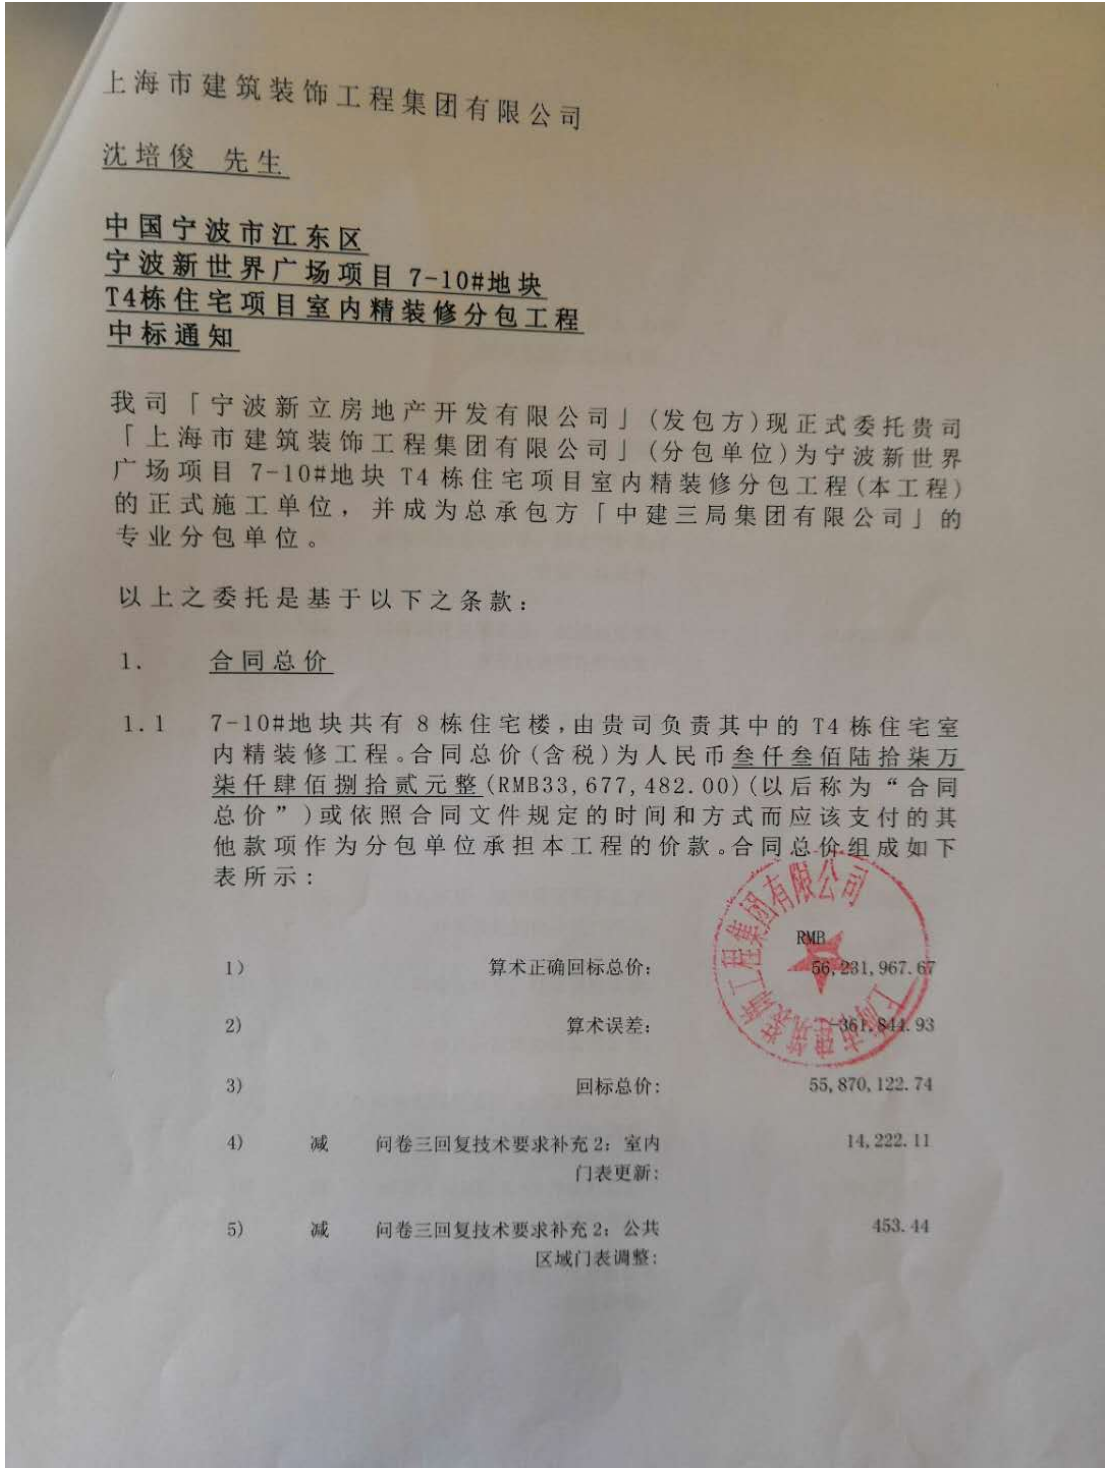 上海市建筑装饰工程集团有限公司
沈培俊 先生
中国宁波市江东区
宁波新世界广场项目 7-10#地块
T4栋住宅项目室内精装修分包工程
中标通知
我司「宁波新立房地产开发有限公司」(发包方)现正式委托贵司
「上海市建筑装饰工程集团有限公司」(分包单位)为宁波新世界
广场项目 7-10#地块 T4 栋住宅项目室内精装修分包工程(本工程)
的正式施工单位，并成为总承包方「中建三局集团有限公司」的
专业分包单位。
以上之委托是基于以下之条款：
1. 合同总价
1.1 7-10#地块共有 8 栋住宅楼,由贵司负责其中的 T4 栋住宅室
内精装修工程。合同总价(含税)为人民币叁仟叁佰陆拾柒万
柒仟肆佰捌拾贰元整(RMB33,677,482.00)(以后称为“合同
总价”)或依照合同文件规定的时间和方式而应该支付的其
他款项作为分包单位承担本工程的价款。合同总价组成如下
表所示：
RMB
1) 算术正确回标总价: 56,231,967.67
2) 算术误差: -361,844.93
3) 回标总价: 55,870,122.74
4) 减 问卷三回复技术要求补充 2：室内 14,222.11
门表更新:
5) 减 问卷三回复技术要求补充 2：公共 453.44
区域门表调整:
上海市建筑装饰工程集团有限公司